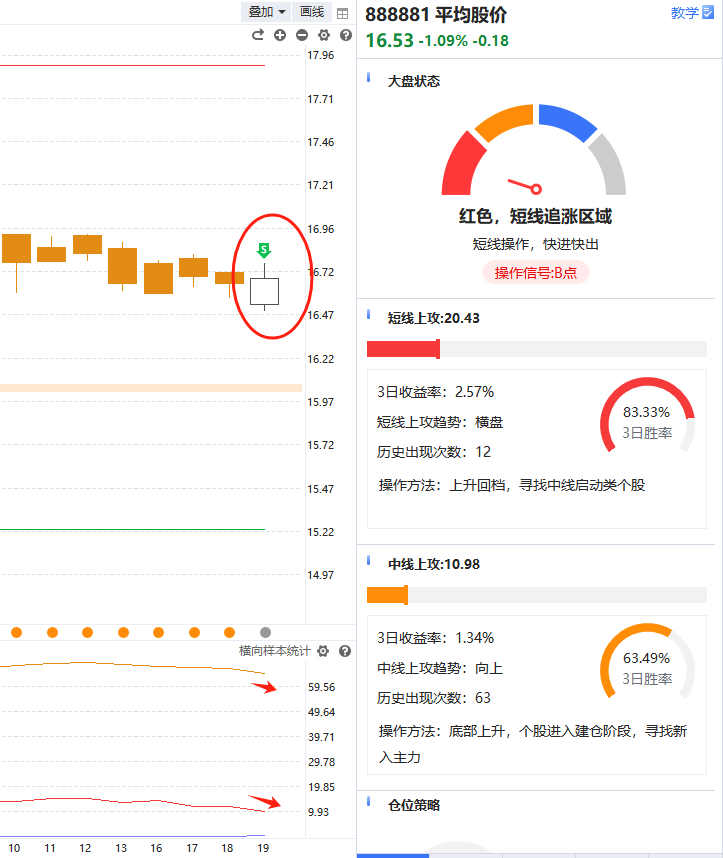 叠加 画线
17.96
17.71
17.46
17.21
16.96
S
16.72
16.47
16.22
15.97
15.72
15.47
15.22
14.97
横向样本统计
59.56
49.64
39.71
29.78
19.85
9.93
10 11 12 13 16 17 18 19
888881 平均股价 教学
16.53 -1.09% -0.18
大盘状态
红色，短线追涨区域
短线操作，快进快出
操作信号:B点
短线上攻:20.43
3日收益率：2.57%
短线上攻趋势：横盘
历史出现次数：12
83.33%
3日胜率
操作方法：上升回档，寻找中线启动类个股
中线上攻:10.98
3日收益率：1.34%
中线上攻趋势：向上
历史出现次数：63
63.49%
3日胜率
操作方法：底部上升，个股进入建仓阶段，寻找新
入主力
仓位策略